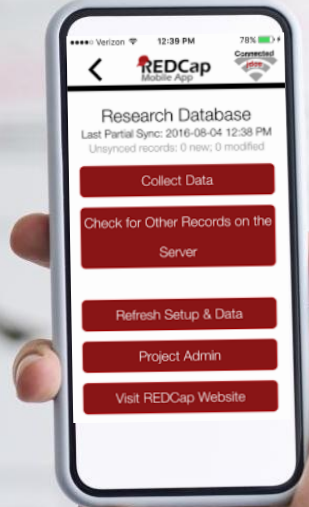 Verizon 12:39 PM 78%
REDCap Connected
Mobile App jdoe
Research Database
Last Partial Sync: 2016-08-04 12:38 PM
Unsynced records: 0 new; 0 modified
Collect Data
Check for Other Records on the
Server
Refresh Setup & Data
Project Admin
Visit REDCap Website